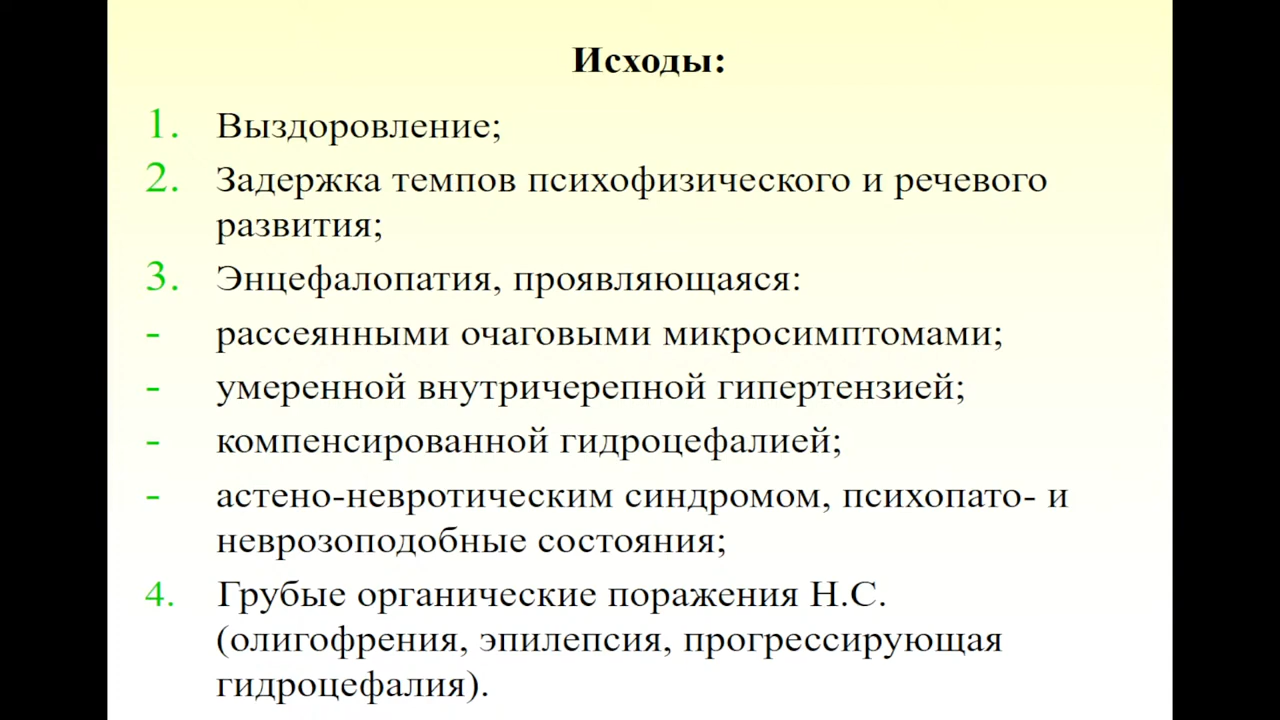 Исходы:
1. Выздоровление;
2. Задержка темпов психофизического и речевого
развития;
3. Энцефалопатия, проявляющаяся:
- рассеянными очаговыми микросимптомами;
- умеренной внутричерепной гипертензией;
- компенсированной гидроцефалией;
- астено-невротическим синдромом, психопато- и
неврозоподобные состояния;
4. Грубые органические поражения Н.С.
(олигофрения, эпилепсия, прогрессирующая
гидроцефалия).